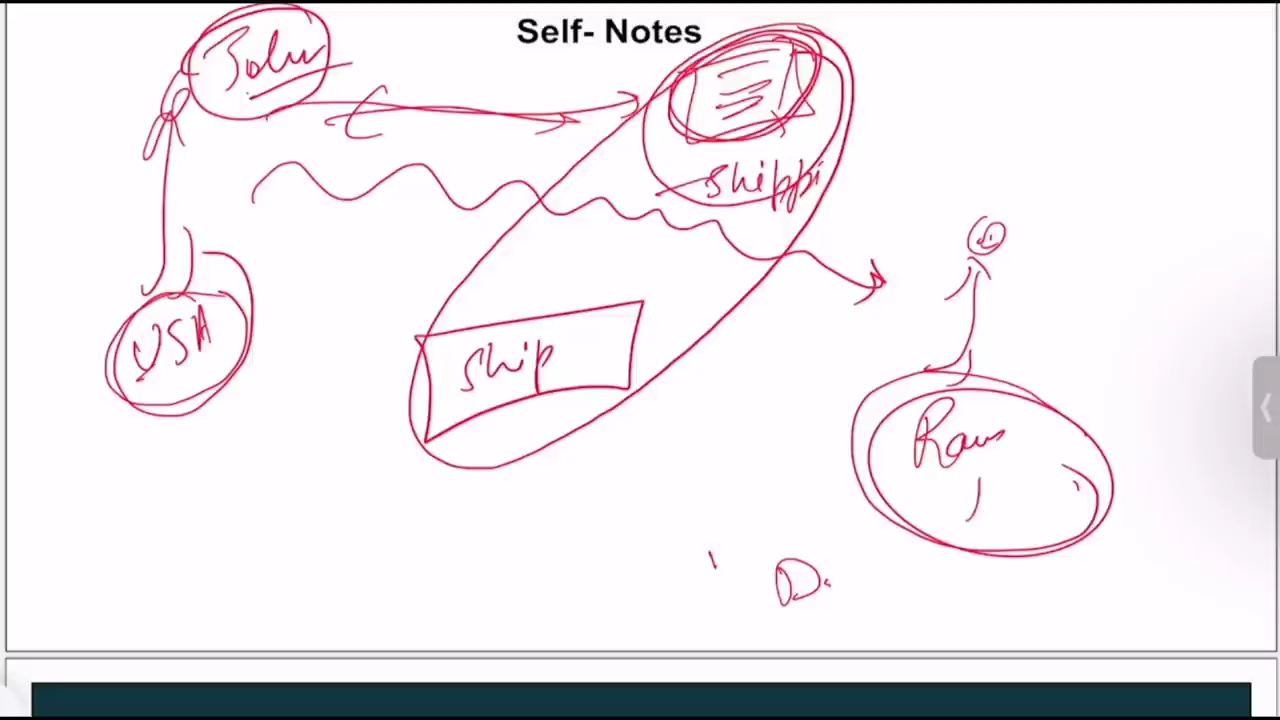 Self- Notes
John
shippi
ship
USA
Ram
D.